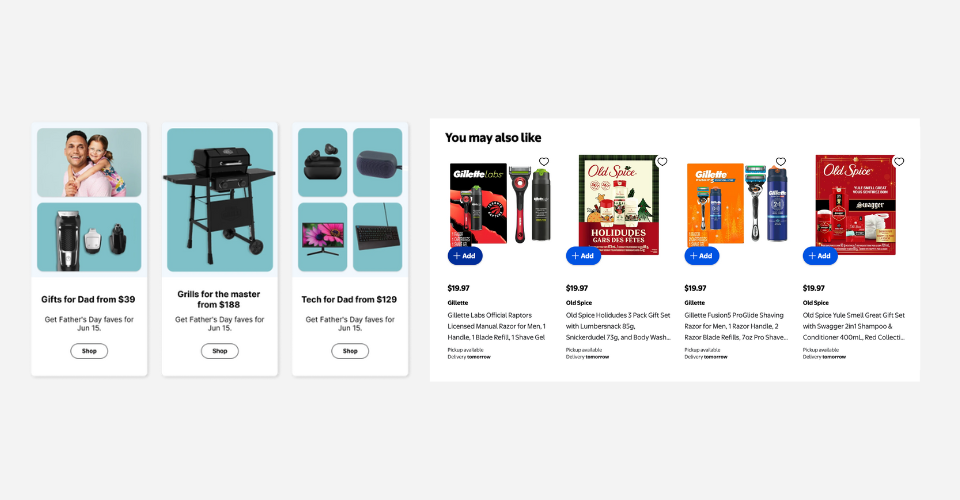 Gifts for Dad from $39
Get Father's Day faves for
Jun 15.
Shop
Grills for the master
from $188
Get Father's Day faves for
Jun 15.
Shop
Tech for Dad from $129
Get Father's Day faves for
Jun 15.
Shop
You may also like
GilletteLabs
+ Add
$19.97
Gillette
Gillette Labs Official Raptors
Licensed Manual Razor for Men, 1
Handle, 1 Blade Refill, 1 Shave Gel
Pickup available
Delivery tomorrow
Old Spice
HOLIDUDES
GARS DES FÊTES
+ Add
$19.97
Old Spice
Old Spice Holidudes 3 Pack Gift Set
with Lumbersnack 85g,
Snickerdudel 73g, and Body Wash...
Pickup available
Delivery tomorrow
Gillette
+ Add
$19.97
Gillette
Gillette Fusion5 ProGlide Shaving
Razor for Men, 1 Razor Handle, 2
Razor Blade Refills, 7oz Pro Shave...
Pickup available
Delivery tomorrow
Old Spice
YULE SMELL GREAT
Swagger
+ Add
$19.97
Old Spice
Old Spice Yule Smell Great Gift Set
with Swagger 2in1 Shampoo &
Conditioner 400mL, Red Collecti...
Pickup available
Delivery tomorrow